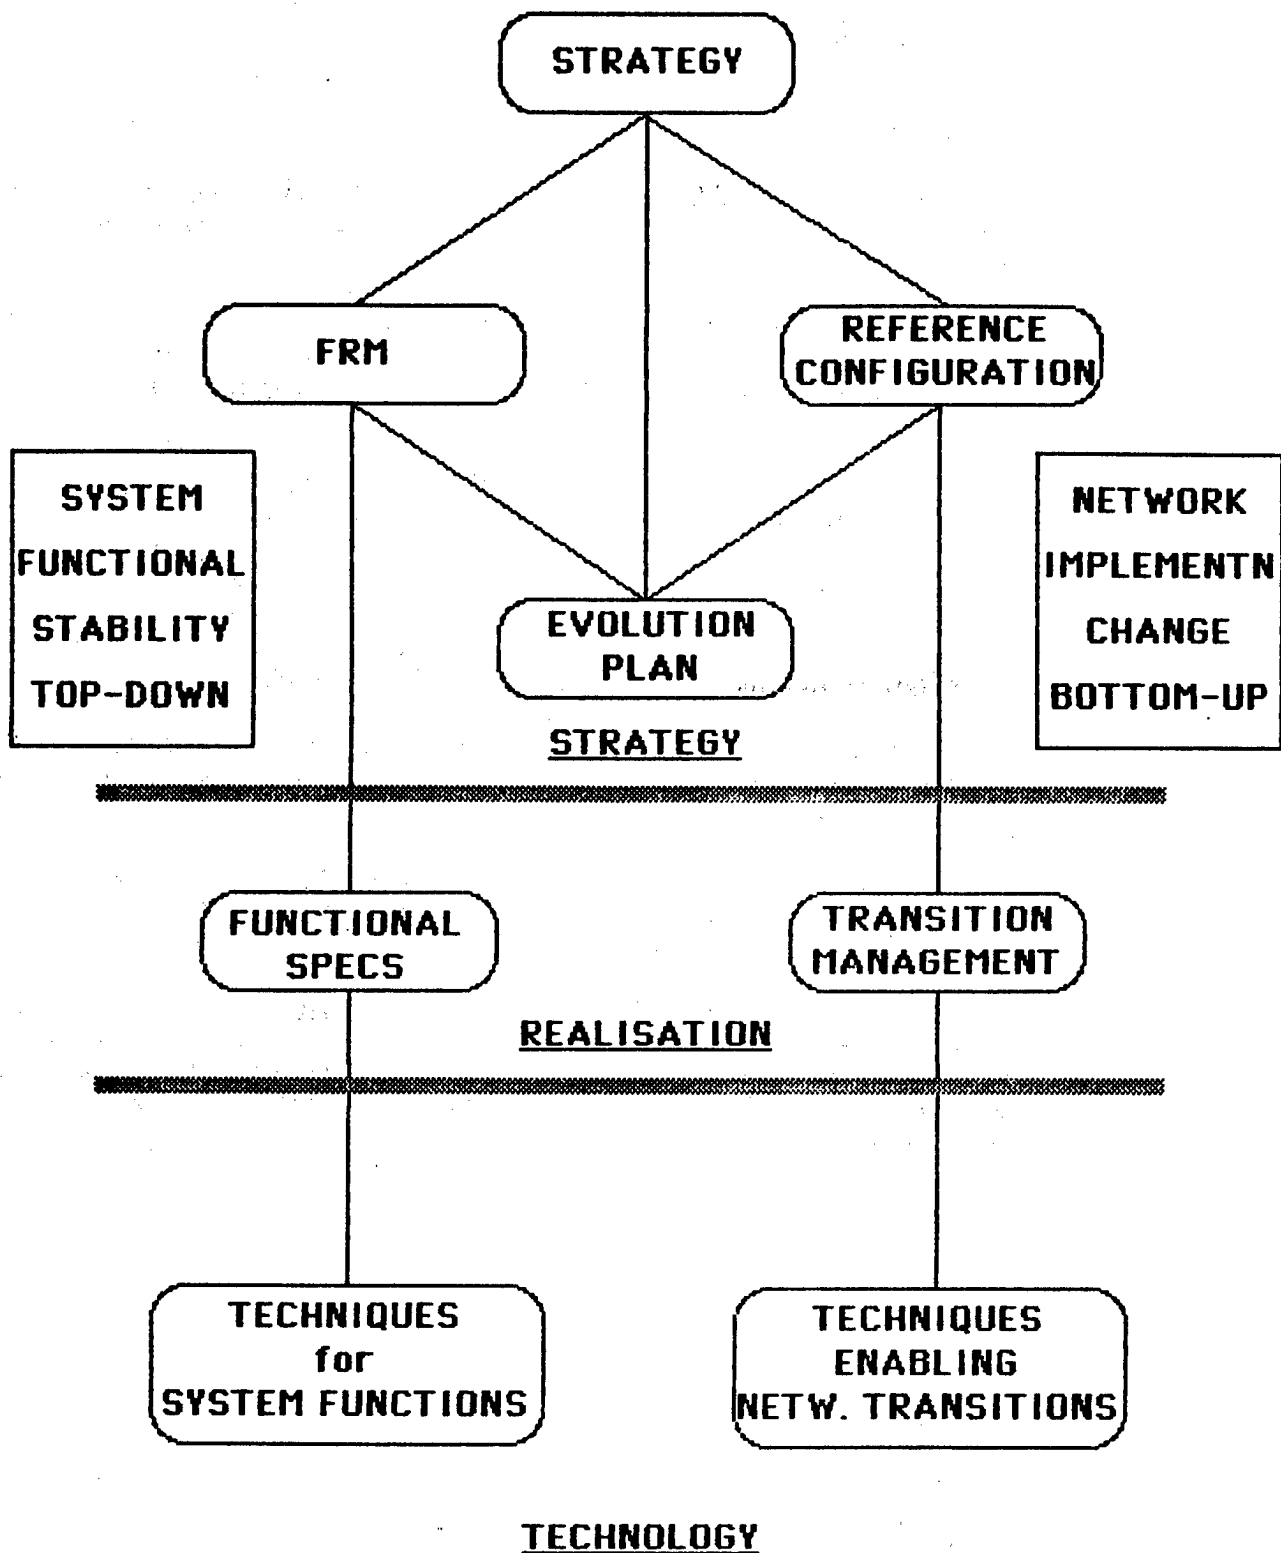 STRATEGY
FRM
REFERENCE
CONFIGURATION
SYSTEM
FUNCTIONAL
STABILITY
TOP-DOWN
NETWORK
IMPLEMENTN
CHANGE
BOTTOM-UP
EVOLUTION
PLAN
STRATEGY
FUNCTIONAL
SPECS
TRANSITION
MANAGEMENT
REALISATION
TECHNIQUES
for
SYSTEM FUNCTIONS
TECHNIQUES
ENABLING
NETW. TRANSITIONS
TECHNOLOGY